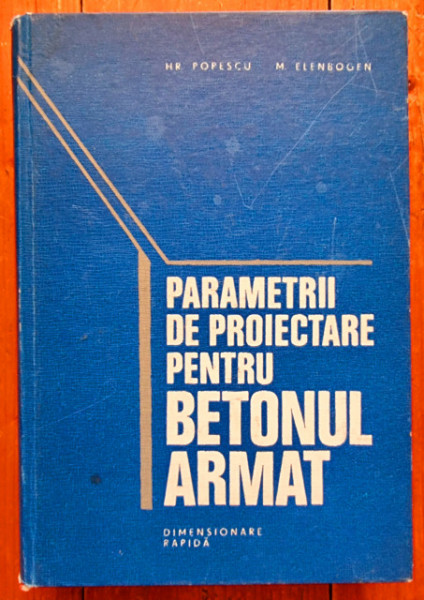 HR. POPESCU M. ELENBOGEN
PARAMETRII
DE PROIECTARE
PENTRU
BETONUL
ARMAT
DIMENSIONARE
RAPIDĂ